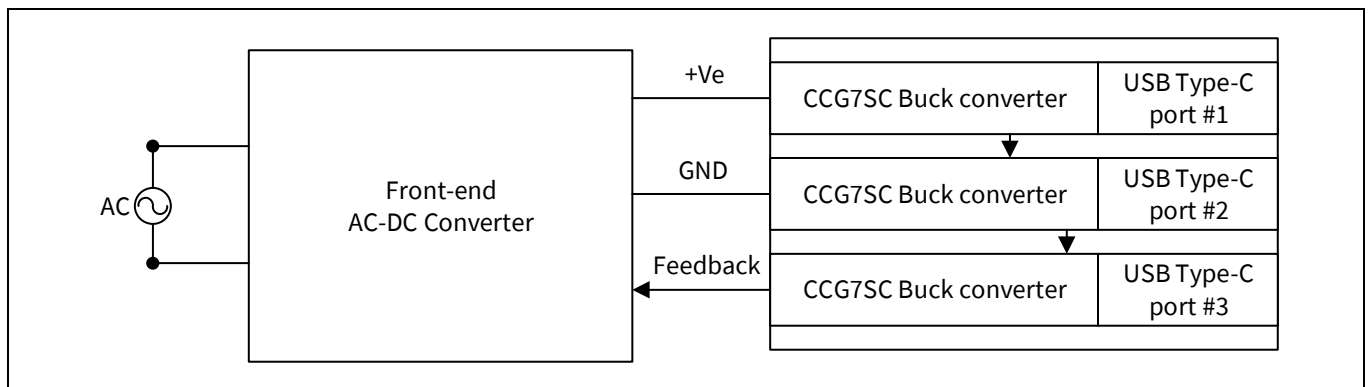 AC
Front-end
AC-DC Converter
+Ve
GND
Feedback
CCG7SC Buck converter
USB Type-C
port #1
CCG7SC Buck converter
USB Type-C
port #2
CCG7SC Buck converter
USB Type-C
port #3